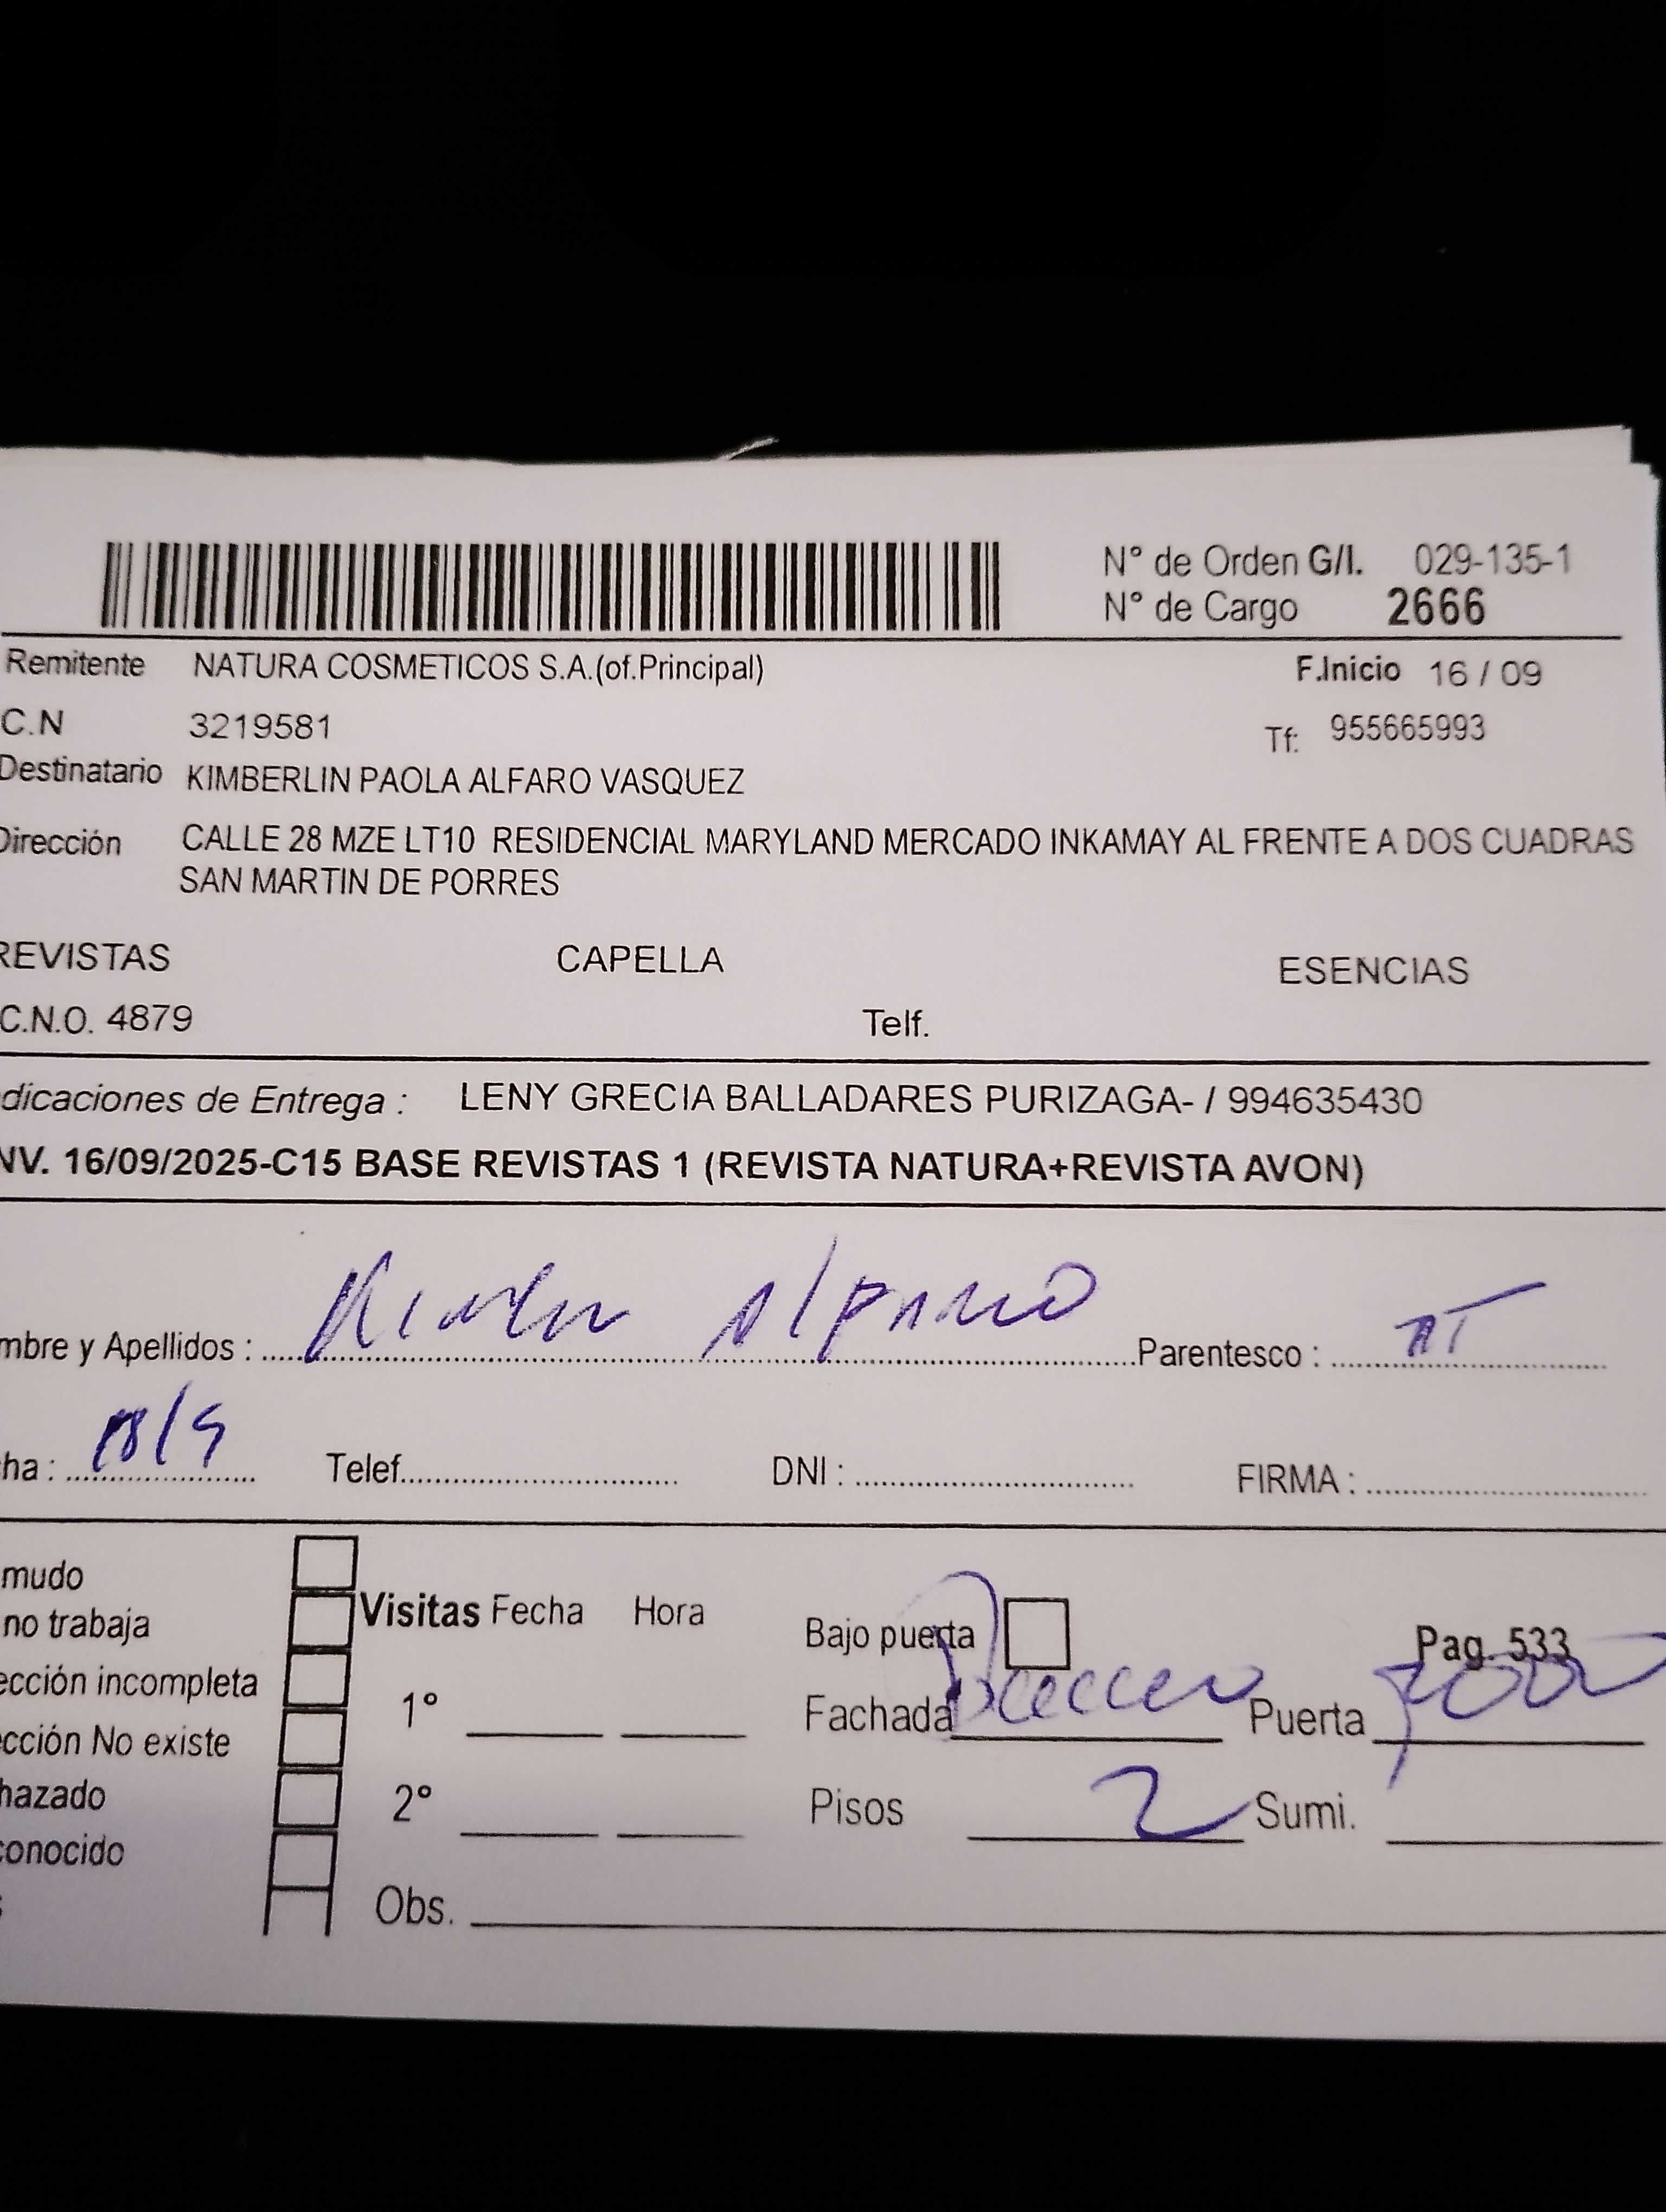 N° de Orden G/I. 029-135-1
N° de Cargo 2666
Remitente NATURA COSMETICOS S.A.(of.Principal) F.Inicio 16 / 09
C.N 3219581 Tf: 955665993
Destinatario KIMBERLIN PAOLA ALFARO VASQUEZ
Dirección CALLE 28 MZE LT10 RESIDENCIAL MARYLAND MERCADO INKAMAY AL FRENTE A DOS CUADRAS
SAN MARTIN DE PORRES
REVISTAS CAPELLA ESENCIAS
C.N.O. 4879 Telf.
dicaciones de Entrega : LENY GRECIA BALLADARES PURIZAGA- / 994635430
NV. 16/09/2025-C15 BASE REVISTAS 1 (REVISTA NATURA+REVISTA AVON)
mbre y Apellidos : Alfaro Parentesco : TT
ha : 18/9 Telef. DNI : FIRMA :
mudo
no trabaja Visitas Fecha Hora Bajo puerta Pag. 533
ección incompleta 1° Fachada Puerta
cción No existe
hazado 2° Pisos 2 Sumi.
conocido
Obs.